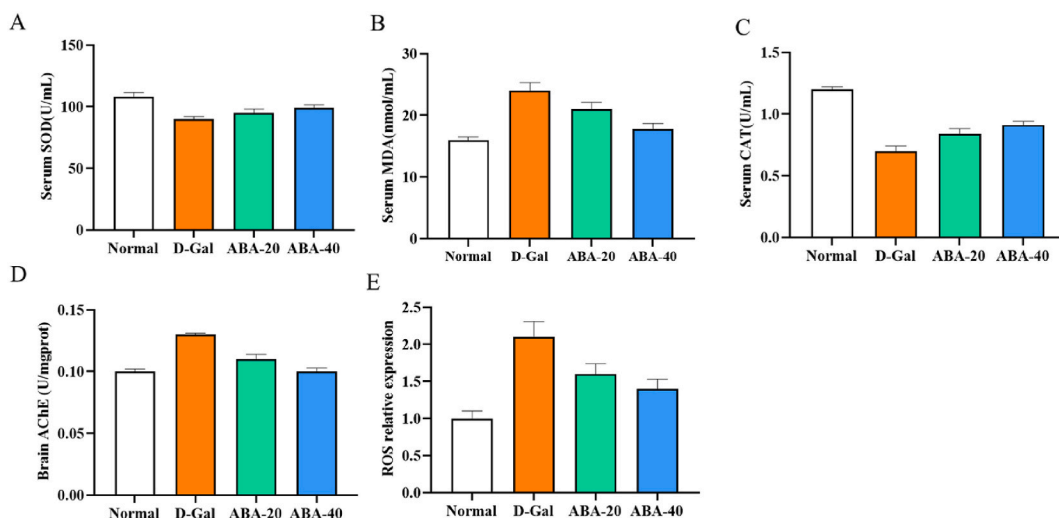 A
Serum SOD(U/mL)
150
100
50
0
Normal D-Gal ABA-20 ABA-40
B
Serum MDA(nmol/mL)
30
20
10
0
Normal D-Gal ABA-20 ABA-40
C
Serum CAT(U/mL)
1.5
1.0
0.5
0.0
Normal D-Gal ABA-20 ABA-40
D
Brain AChE (U/mgprot)
0.15
0.10
0.05
0.00
Normal D-Gal ABA-20 ABA-40
E
ROS relative expression
2.5
2.0
1.5
1.0
0.5
0.0
Normal D-Gal ABA-20 ABA-40